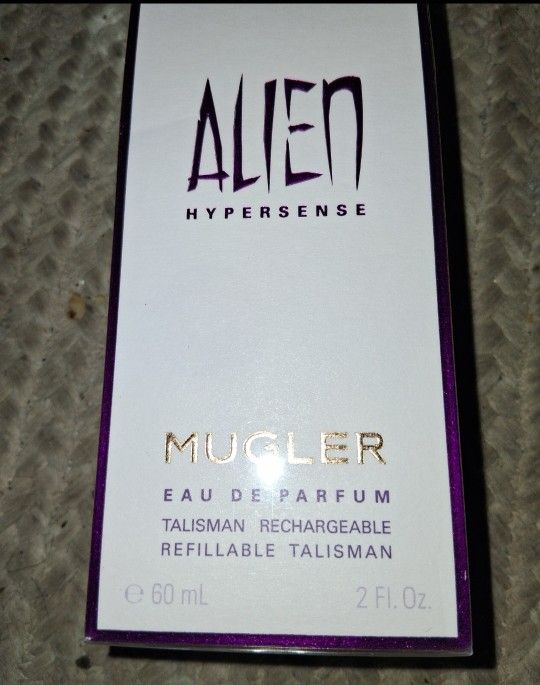 ALIEN
HYPERSENSE
MUGLER
EAU DE PARFUM
TALISMAN RECHARGEABLE
REFILLABLE TALISMAN
℮ 60 mL 2 Fl. Oz.